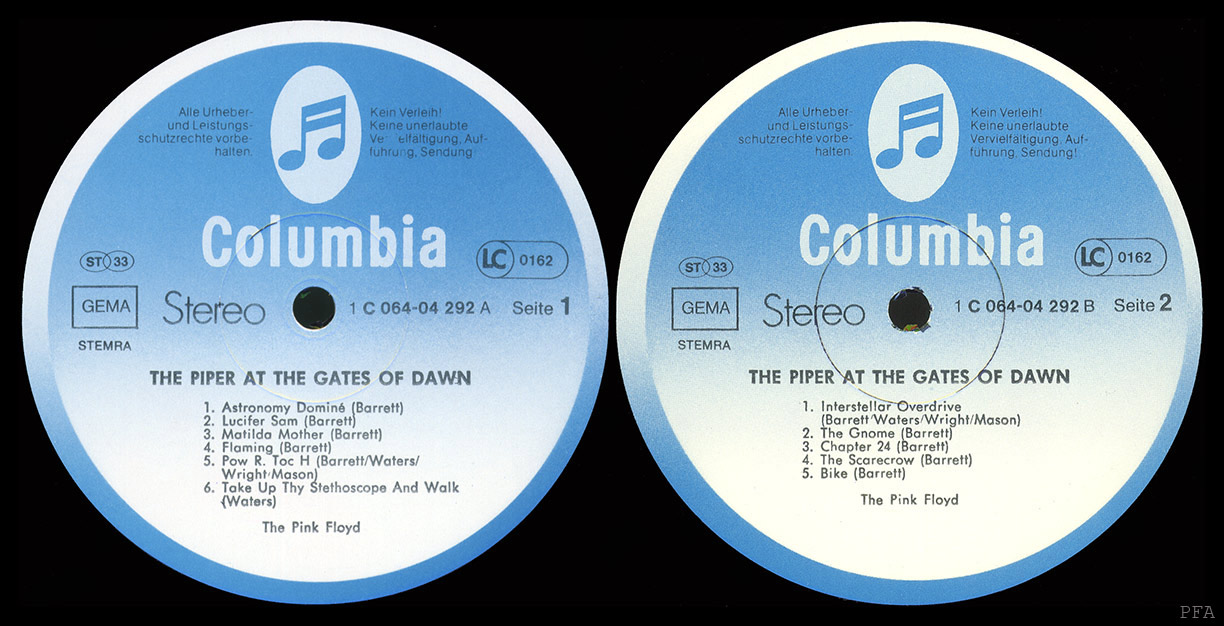 Alle Urheber-
und Leistungs-
schutzrechte vorbe-
halten.
Kein Verleih!
Keine unerlaubte
Auf-
führung, Sendung
Columbia
ST 33
LC 0162
GEMA
Stereo
1 C 064-04 292 A
Seite 1
STEMRA
THE PIPER AT THE GATES OF DAWN
1. Astronomy Dominé (Barrett)
2. Lucifer Sam (Barrett)
3. Matilda Mother (Barrett)
4. Flaming (Barrett)
5. Pow R. Toc H (Barrett/Waters/
Wright/Mason)
6. Take Up Thy Stethoscope And Walk
(Waters)
The Pink Floyd
Alle Urheber-
und Leistungs-
schutzrechte vorbe-
halten.
Kein Verleih!
Keine unerlaubte
Vervielfältigung, Auf-
führung, Sendung!
Columbia
ST 33
LC 0162
GEMA
Stereo
1 C 064-04 292 B
Seite 2
STEMRA
THE PIPER AT THE GATES OF DAWN
1. Interstellar Overdrive
(Barrett/Waters/Wright/Mason)
2. The Gnome (Barrett)
3. Chapter 24 (Barrett)
4. The Scarecrow (Barrett)
5. Bike (Barrett)
The Pink Floyd
PFA